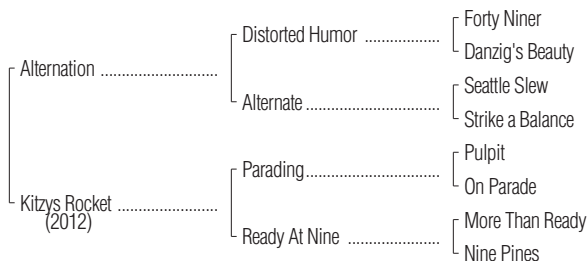 Forty Niner
Distorted Humor ....................
Danzig's Beauty
Alternation ...............................
Seattle Slew
Alternate ...................................
Strike a Balance
Pulpit
Parading...................................
On Parade
Kitzys Rocket ..........................
(2012)
More Than Ready
Ready At Nine ........................
Nine Pines